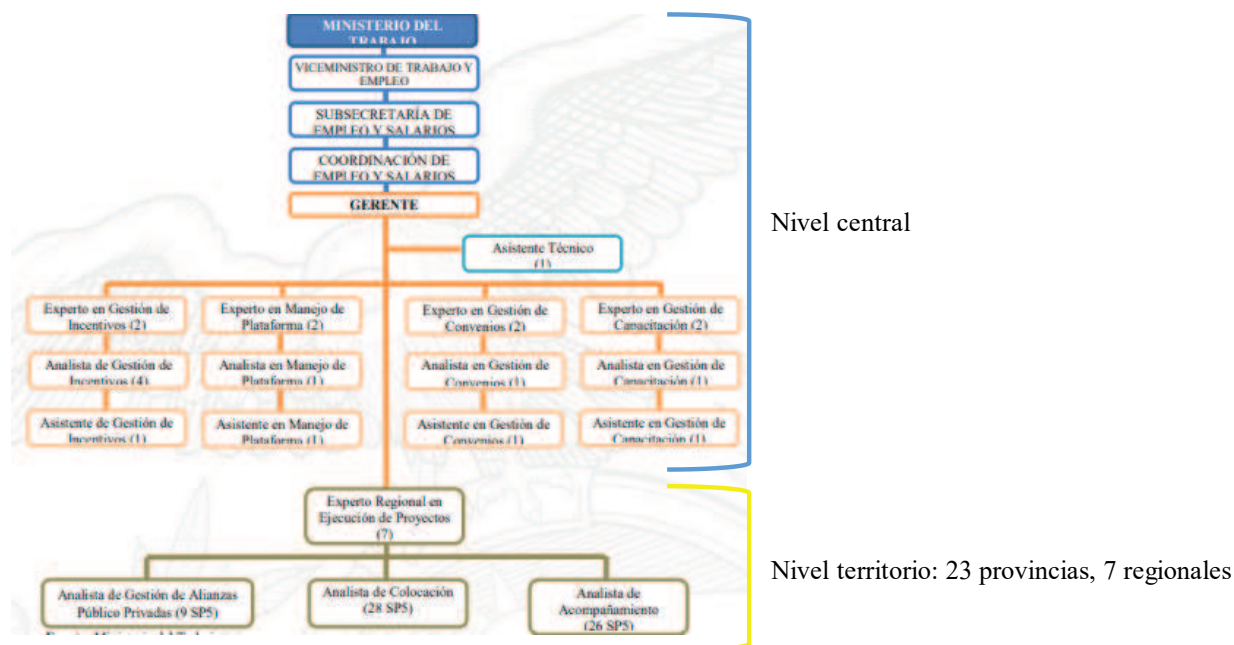 MINISTERIO DEL
TRABAJO
VICEMINISTRO DE TRABAJO Y
EMPLEO
SUBSECRETARÍA DE
EMPLEO Y SALARIOS
COORDINACIÓN DE
EMPLEO Y SALARIOS
GERENTE
Nivel central
Asistente Técnico
(1)
Experto en Gestión de
Incentivos (2)
Experto en Manejo de
Plataforma (2)
Experto en Gestión de
Convenios (2)
Experto en Gestión de
Capacitación (2)
Analista de Gestión de
Incentivos (4)
Analista en Manejo de
Plataforma (1)
Analista en Gestión de
Convenios (1)
Analista en Gestión de
Capacitación (1)
Asistente de Gestión de
Incentivos (1)
Asistente en Manejo de
Plataforma (1)
Asistente en Gestión de
Convenios (1)
Asistente en Gestión de
Capacitación (1)
Experto Regional en
Ejecución de Proyectos
(7)
Nivel territorio: 23 provincias, 7 regionales
Analista de Gestión de Alianzas
Público Privadas (9 SP5)
Analista de Colocación
(28 SP5)
Analista de
Acompañamiento
(26 SP5)